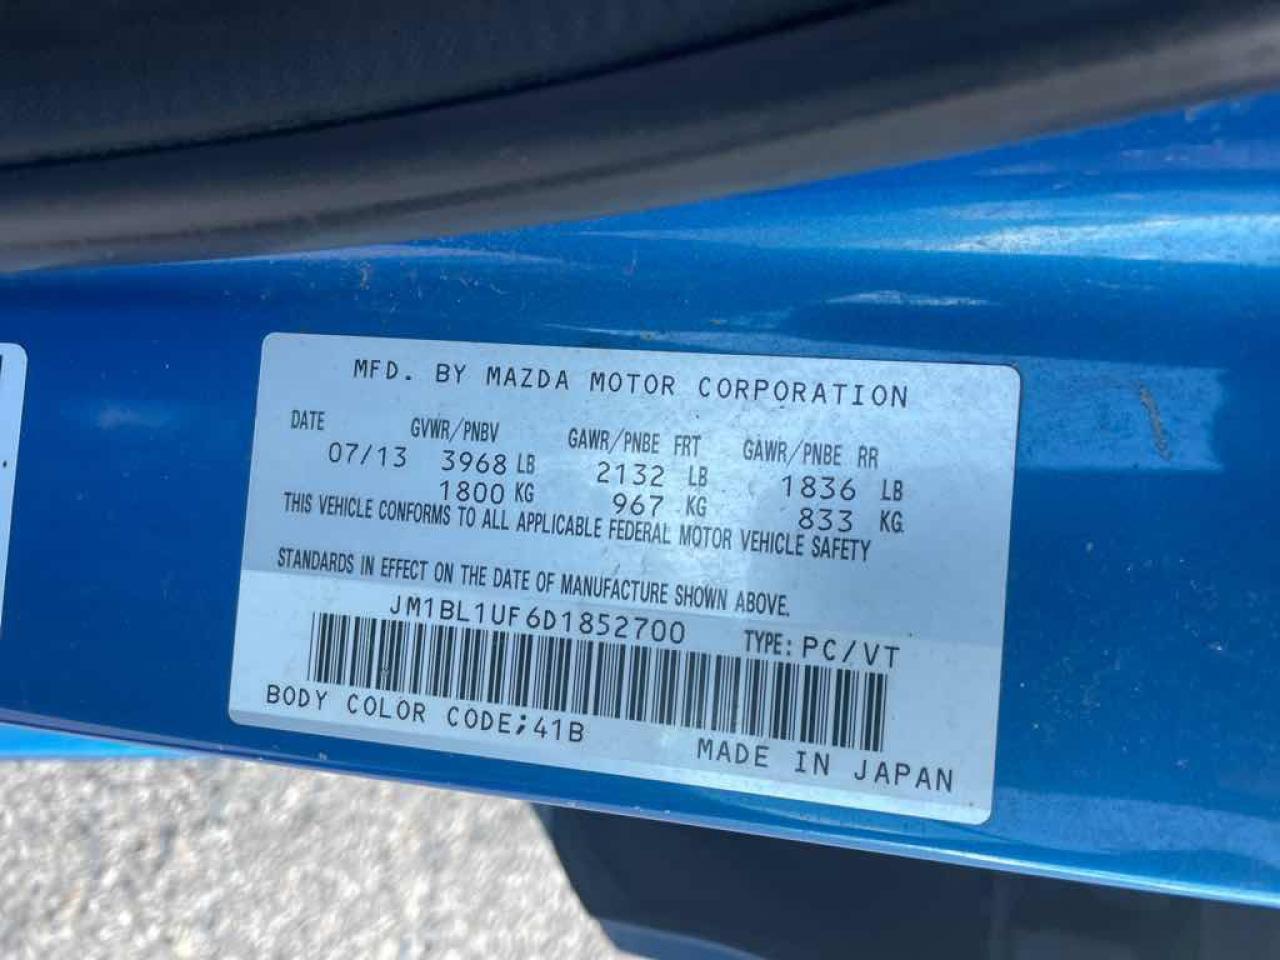 MFD. BY MAZDA MOTOR CORPORATION
DATE GVWR/PNBV GAWR/PNBE FRT GAWR/PNBE RR
07/13 3968 LB 2132 LB 1836 LB
1800 KG 967 KG 833 KG
THIS VEHICLE CONFORMS TO ALL APPLICABLE FEDERAL MOTOR VEHICLE SAFETY
STANDARDS IN EFFECT ON THE DATE OF MANUFACTURE SHOWN ABOVE.
JM1BL1UF6D1852700 TYPE: PC/VT
BODY COLOR CODE;41B
MADE IN JAPAN